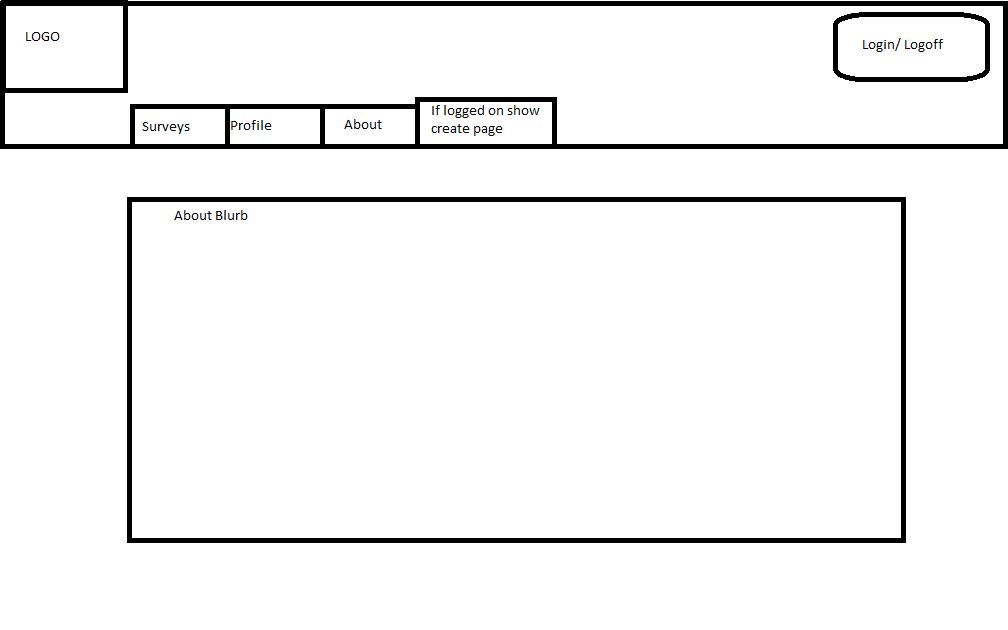 LOGO
Login/ Logoff
Surveys
Profile
About
If logged on show
create page
About Blurb